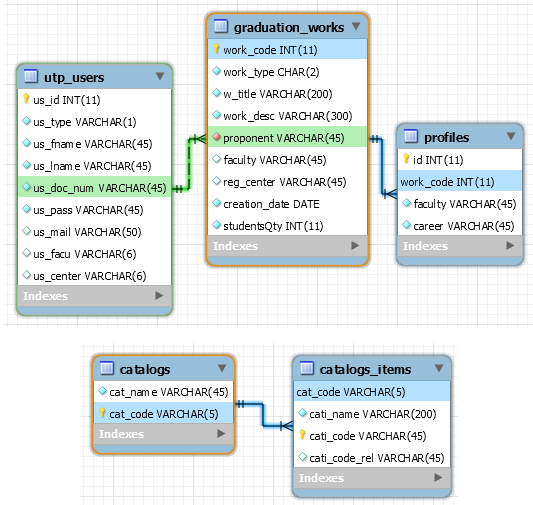 utp_users
us_id INT(11)
us_type VARCHAR(1)
us_fname VARCHAR(45)
us_lname VARCHAR(45)
us_doc_num VARCHAR(45)
us_pass VARCHAR(45)
us_mail VARCHAR(50)
us_facu VARCHAR(6)
us_center VARCHAR(6)
Indexes
graduation_works
work_code INT(11)
work_type CHAR(2)
w_title VARCHAR(200)
work_desc VARCHAR(300)
proponent VARCHAR(45)
faculty VARCHAR(45)
reg_center VARCHAR(45)
creation_date DATE
studentsQty INT(11)
Indexes
profiles
id INT(11)
work_code INT(11)
faculty VARCHAR(45)
career VARCHAR(45)
Indexes
catalogs
cat_name VARCHAR(45)
cat_code VARCHAR(5)
Indexes
catalogs_items
cat_code VARCHAR(5)
cati_name VARCHAR(200)
cati_code VARCHAR(45)
cati_code_rel VARCHAR(45)
Indexes